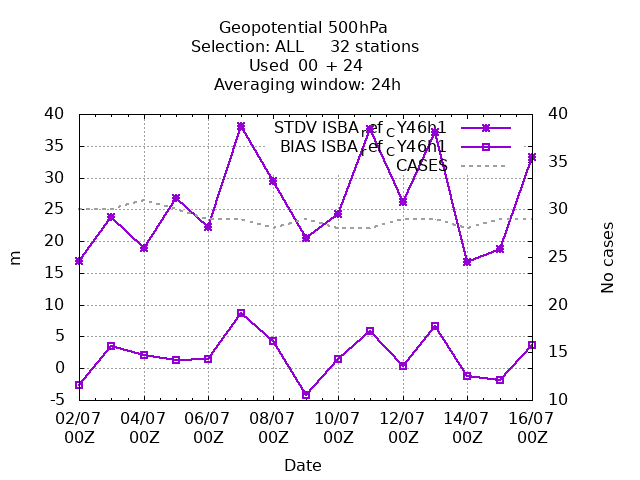 Geopotential 500hPa
Selection: ALL 32 stations
Used 00 + 24
Averaging window: 24h
STDV ISBA_ref_CY46h1
BIAS ISBA_ref_CY46h1
CASES
40
35
30
25
20
15
10
5
0
-5
m
40
35
30
25
20
15
10
No cases
02/07 04/07 06/07 08/07 10/07 12/07 14/07 16/07
00Z 00Z 00Z 00Z 00Z 00Z 00Z 00Z
Date